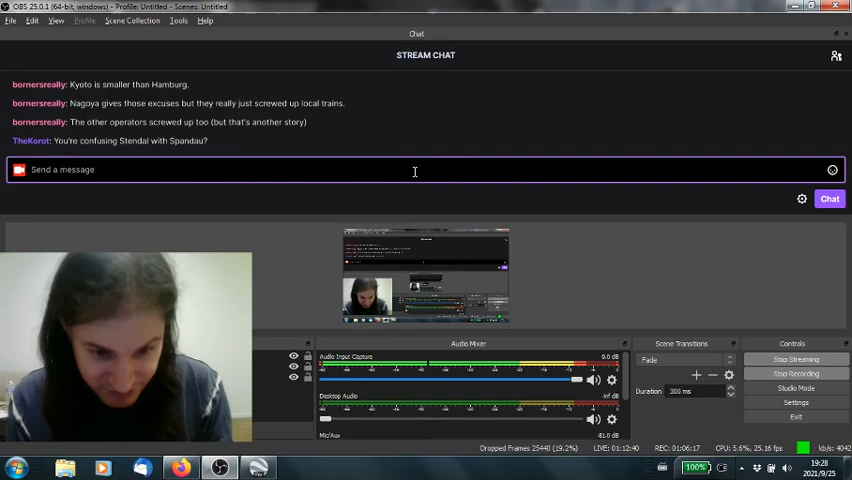 OBS 25.0.1 (64-bit, windows) - Profile: Untitled - Scenes: Untitled
File Edit View Profile Scene Collection Tools Help
Chat
STREAM CHAT
bornersreally: Kyoto is smaller than Hamburg.
bornersreally: Nagoya gives those excuses but they really just screwed up local trains.
bornersreally: The other operators screwed up too (but that's another story)
TheKorot: You're confusing Stendal with Spandau?
Send a message
Chat
Audio Mixer
Scene Transitions
Controls
Audio Input Capture 0.0 dB
Fade
Stop Streaming
Stop Recording
Duration 300 ms
Studio Mode
Desktop Audio -inf dB
Settings
Exit
Mic/Aux -81.0 dB
Dropped Frames 25440 (19.2%) LIVE: 01:12:40 REC: 01:06:17 CPU: 5.6%, 25.16 fps kb/s: 4042
100%
19:28
2021/9/25